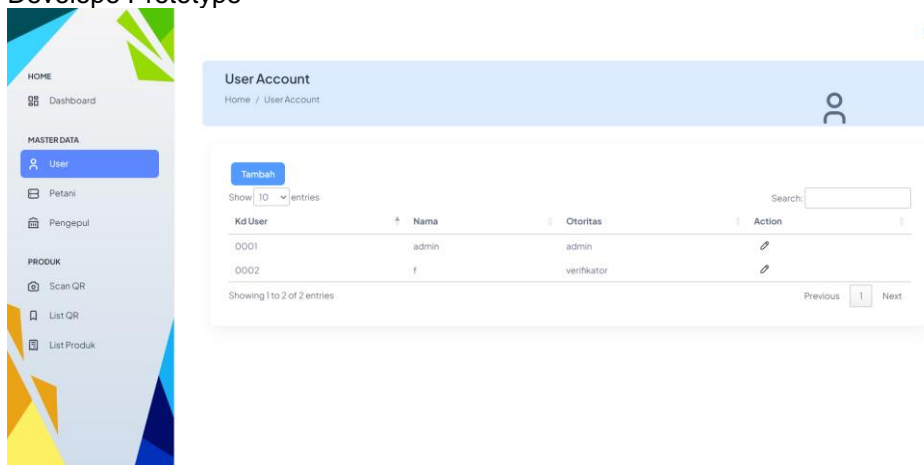 Develope Prototype
HOME
Dashboard
MASTER DATA
User
Petani
Pengepul
PRODUK
Scan QR
List QR
List Produk
User Account
Home / User Account
Tambah
Show 10 entries
Search:
Kd User Nama Otoritas Action
0001 admin admin
0002 f verifikator
Showing 1 to 2 of 2 entries
Previous 1 Next